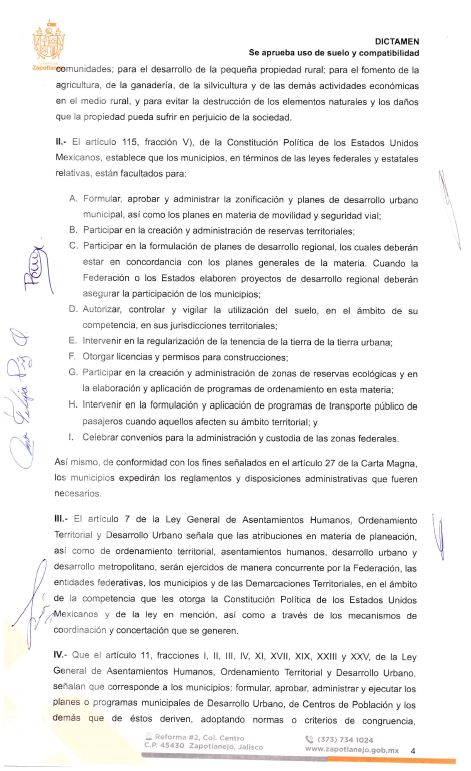 DICTAMEN
Se aprueba uso de suelo y compatibilidad
Zapotlanejo
comunidades; para el desarrollo de la pequeña propiedad rural; para el fomento de la
agricultura, de la ganadería, de la silvicultura y de las demás actividades económicas
en el medio rural, y para evitar la destrucción de los elementos naturales y los daños
que la propiedad pueda sufrir en perjuicio de la sociedad.
II.- El artículo 115, fracción V), de la Constitución Política de los Estados Unidos
Mexicanos, establece que los municipios, en términos de las leyes federales y estatales
relativas, están facultados para:
A. Formular, aprobar y administrar la zonificación y planes de desarrollo urbano
municipal, así como los planes en materia de movilidad y seguridad vial;
B. Participar en la creación y administración de reservas territoriales;
C. Participar en la formulación de planes de desarrollo regional, los cuales deberán
estar en concordancia con los planes generales de la materia. Cuando la
Federación o los Estados elaboren proyectos de desarrollo regional deberán
asegurar la participación de los municipios;
D. Autorizar, controlar y vigilar la utilización del suelo, en el ámbito de su
competencia, en sus jurisdicciones territoriales;
E. Intervenir en la regularización de la tenencia de la tierra de la tierra urbana;
F. Otorgar licencias y permisos para construcciones;
G. Participar en la creación y administración de zonas de reservas ecológicas y en
la elaboración y aplicación de programas de ordenamiento en esta materia;
H. Intervenir en la formulación y aplicación de programas de transporte público de
pasajeros cuando aquellos afecten su ámbito territorial; y
I. Celebrar convenios para la administración y custodia de las zonas federales.
Así mismo, de conformidad con los fines señalados en el artículo 27 de la Carta Magna,
los municipios expedirán los reglamentos y disposiciones administrativas que fueren
necesarios.
III.- El artículo 7 de la Ley General de Asentamientos Humanos, Ordenamiento
Territorial y Desarrollo Urbano señala que las atribuciones en materia de planeación,
así como de ordenamiento territorial, asentamientos humanos, desarrollo urbano y
desarrollo metropolitano, serán ejercidos de manera concurrente por la Federación, las
entidades federativas, los municipios y de las Demarcaciones Territoriales, en el ámbito
de la competencia que les otorga la Constitución Política de los Estados Unidos
Mexicanos y de la ley en mención, así como a través de los mecanismos de
coordinación y concertación que se generen.
IV.- Que el artículo 11, fracciones I, II, III, IV, XI, XVII, XIX, XXIII y XXV, de la Ley
General de Asentamientos Humanos, Ordenamiento Territorial y Desarrollo Urbano,
señalan que corresponde a los municipios: formular, aprobar, administrar y ejecutar los
planes o programas municipales de Desarrollo Urbano, de Centros de Población y los
demás que de éstos deriven, adoptando normas o criterios de congruencia,
Reforma #2, Col. Centro
C.P. 45430 Zapotlanejo, Jalisco
(373) 734 1024
www.zapotlanejo.gob.mx 4